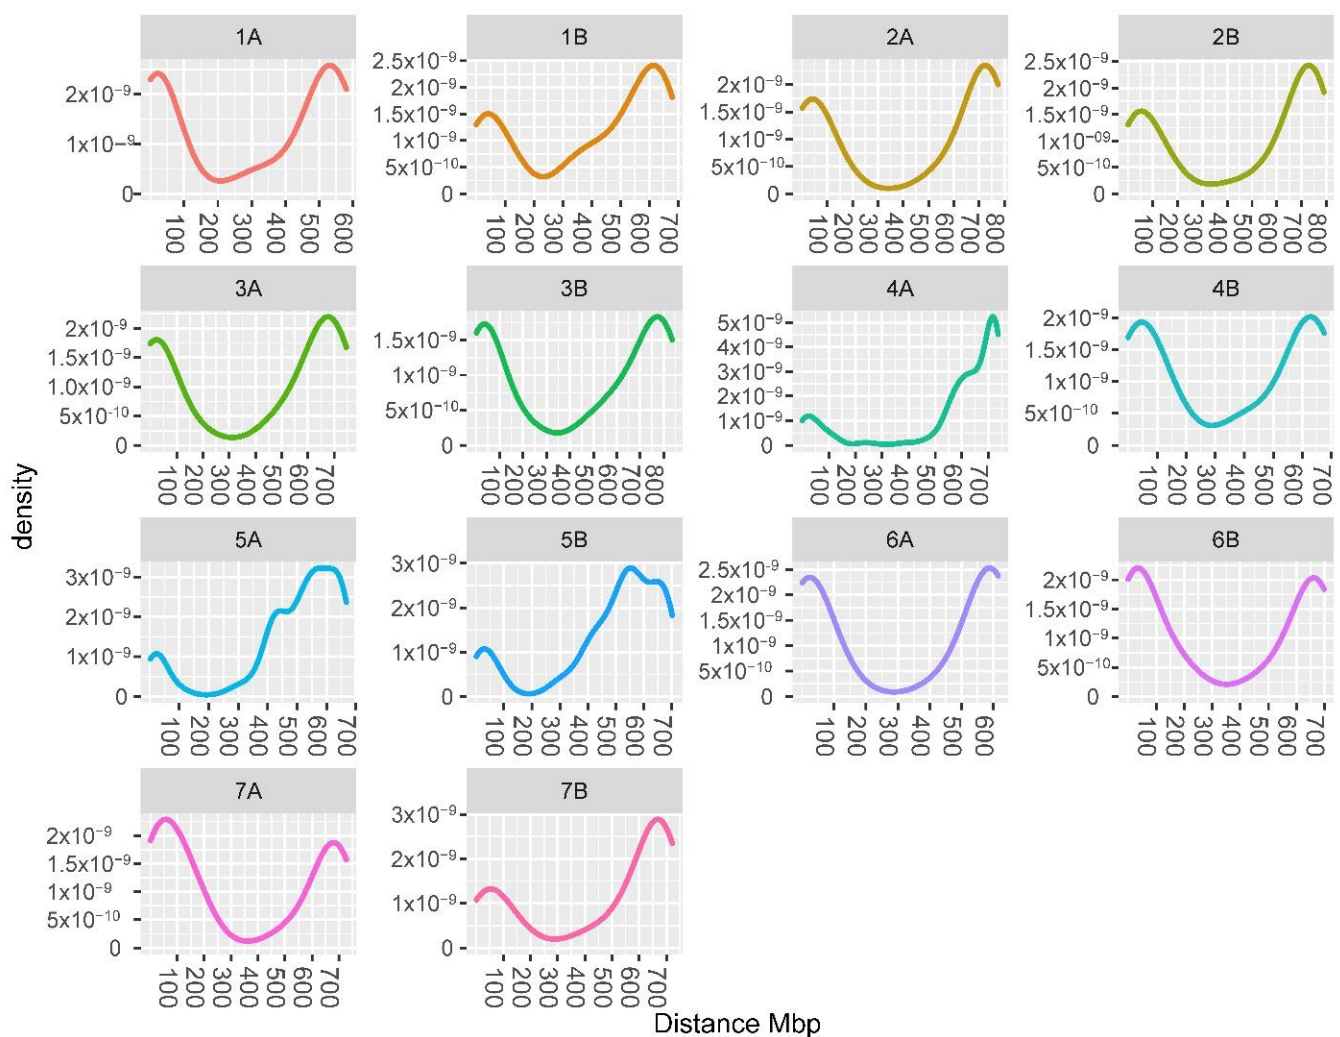 density
1A
2x10⁻⁹
1x10⁻⁹
0
100 200 300 400 500 600
1B
2.5x10⁻⁹
2x10⁻⁹
1.5x10⁻⁹
1x10⁻⁹
5x10⁻¹⁰
0
100 200 300 400 500 600 700
2A
2x10⁻⁹
1.5x10⁻⁹
1x10⁻⁹
5x10⁻¹⁰
0
100 200 300 400 500 600 700 800
2B
2.5x10⁻⁹
2x10⁻⁹
1.5x10⁻⁹
1x10⁻⁰⁹
5x10⁻¹⁰
0
100 200 300 400 500 600 700 800
3A
2x10⁻⁹
1.5x10⁻⁹
1.0x10⁻⁹
5x10⁻¹⁰
0
100 200 300 400 500 600 700
3B
1.5x10⁻⁹
1x10⁻⁹
5x10⁻¹⁰
0
100 200 300 400 500 600 700 800
4A
5x10⁻⁹
4x10⁻⁹
3x10⁻⁹
2x10⁻⁹
1x10⁻⁹
0
100 200 300 400 500 600 700
4B
2x10⁻⁹
1x10⁻⁹
1x10⁻⁹
5x10⁻¹⁰
0
100 200 300 400 500 600 700
5A
3x10⁻⁹
2x10⁻⁹
1x10⁻⁹
0
100 200 300 400 500 600 700
5B
3x10⁻⁹
2x10⁻⁹
1x10⁻⁹
0
100 200 300 400 500 600 700
6A
2.5x10⁻⁹
2x10⁻⁹
1.5x10⁻⁹
1x10⁻⁹
5x10⁻¹⁰
0
100 200 300 400 500 600
6B
2x10⁻⁹
1.5x10⁻⁹
1x10⁻⁹
5x10⁻¹⁰
0
100 200 300 400 500 600 700
7A
2x10⁻⁹
1.5x10⁻⁹
1x10⁻⁹
5x10⁻¹⁰
0
100 200 300 400 500 600 700
7B
3x10⁻⁹
2x10⁻⁹
1x10⁻⁹
0
100 200 300 400 500 600 700
Distance Mbp